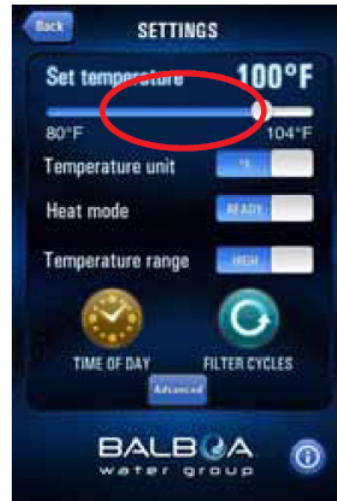 Back SETTINGS
Set temperature 100°F
80°F 104°F
Temperature unit °F
Heat mode READY
Temperature range HIGH
TIME OF DAY FILTER CYCLES
Advanced
BALBOA
water group